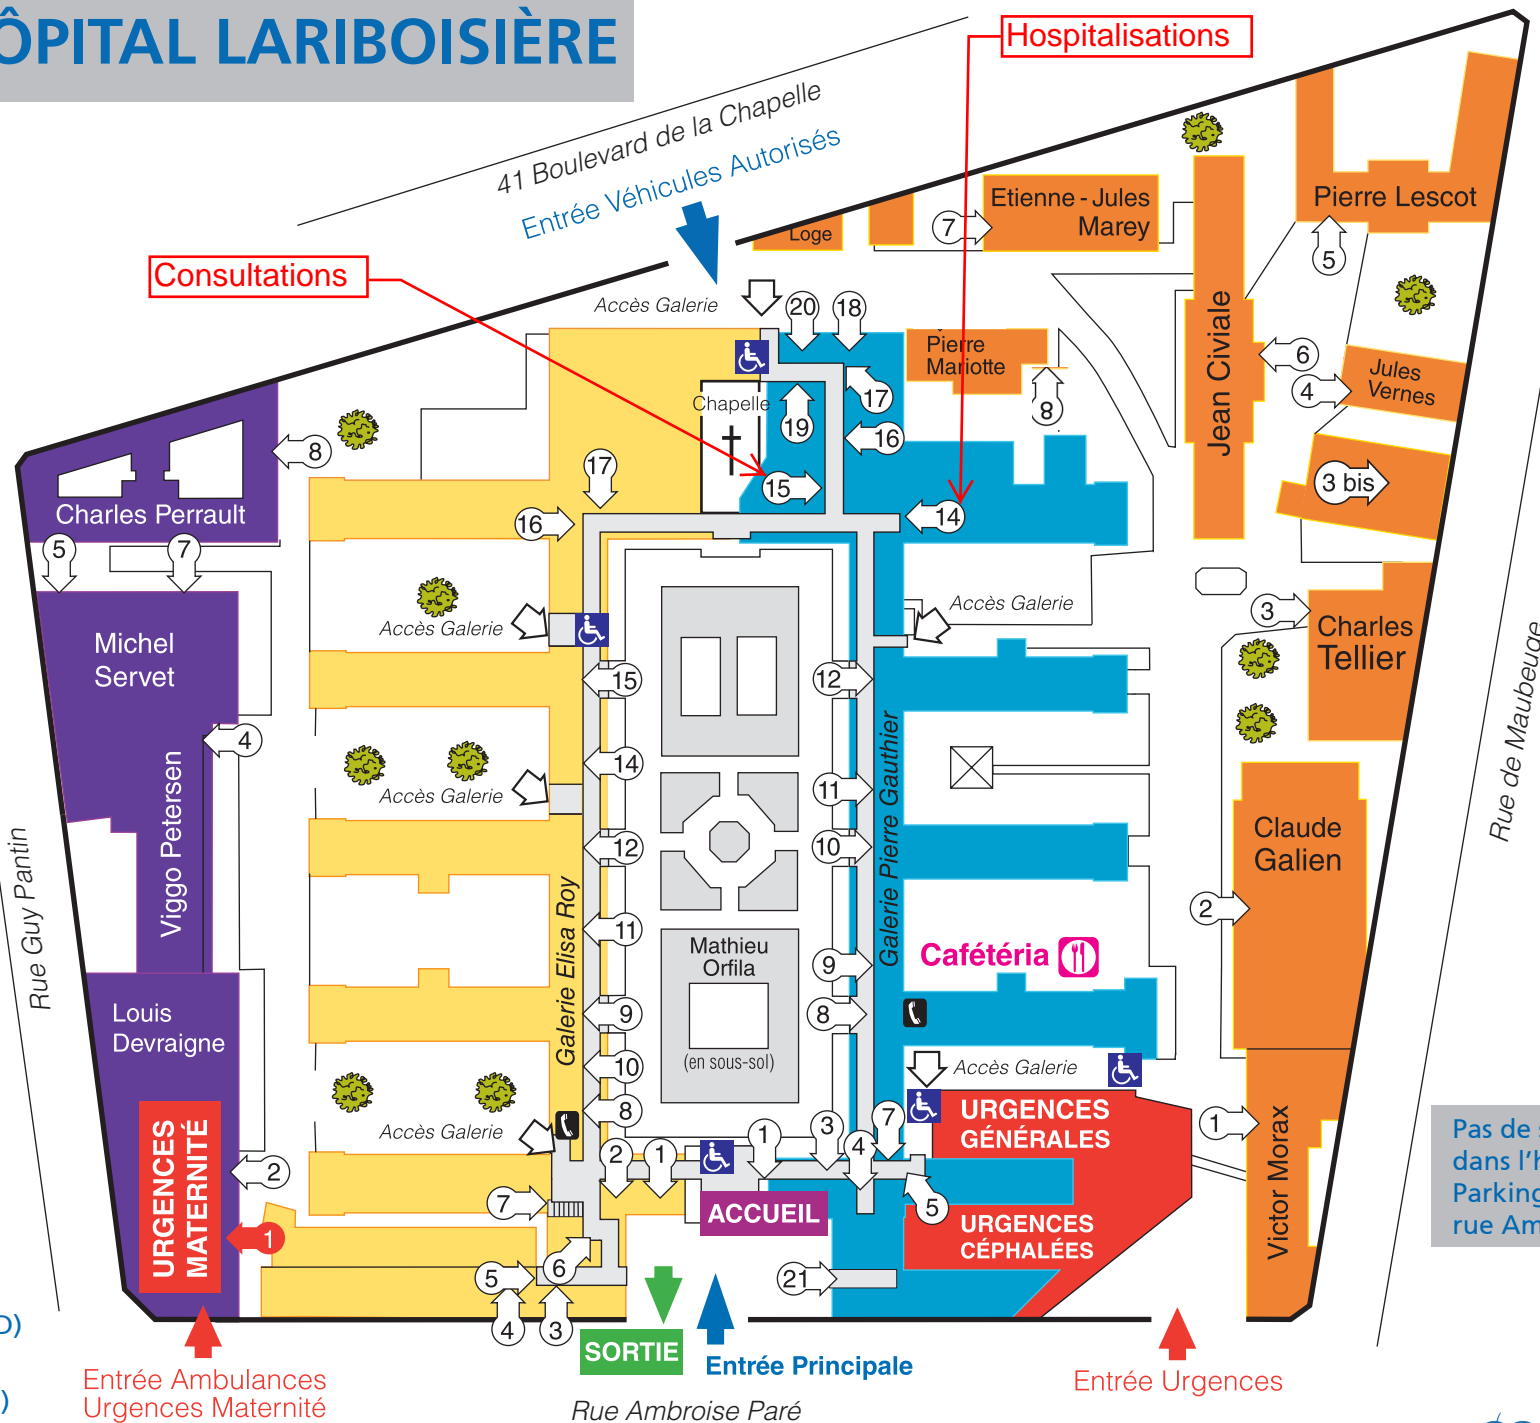 ÔPITAL LARIBOISIÈRE
Hospitalisations
41 Boulevard de la Chapelle
Entrée Véhicules Autorisés
Consultations
Accès Galerie
Loge
7
Etienne - Jules
Marey
Pierre Lescot
5
20
18
Pierre
Mariotte
8
Jean Civiale
6
4
Jules
Vernes
3 bis
Chapelle
19
17
16
15
14
17
16
8
Charles Perrault
5
7
Michel
Servet
4
Viggo Petersen
Rue Guy Pantin
Louis
Devraigne
URGENCES
MATERNITÉ
2
1
Accès Galerie
Accès Galerie
Accès Galerie
Galerie Elisa Roy
15
14
12
11
9
10
8
2
1
7
6
5
4
3
Mathieu
Orfila
(en sous-sol)
Accès Galerie
12
11
10
9
8
Galerie Pierre Gauthier
Cafétéria
Accès Galerie
1
3
4
7
5
21
ACCUEIL
URGENCES
GÉNÉRALES
URGENCES
CÉPHALÉES
3
Charles
Tellier
Claude
Galien
2
1
Victor Morax
Rue de Maubeuge
Pas de s
dans l'h
Parking
rue Am
SORTIE
Entrée Principale
Rue Ambroise Paré
Entrée Ambulances
Urgences Maternité
Entrée Urgences
D)
)